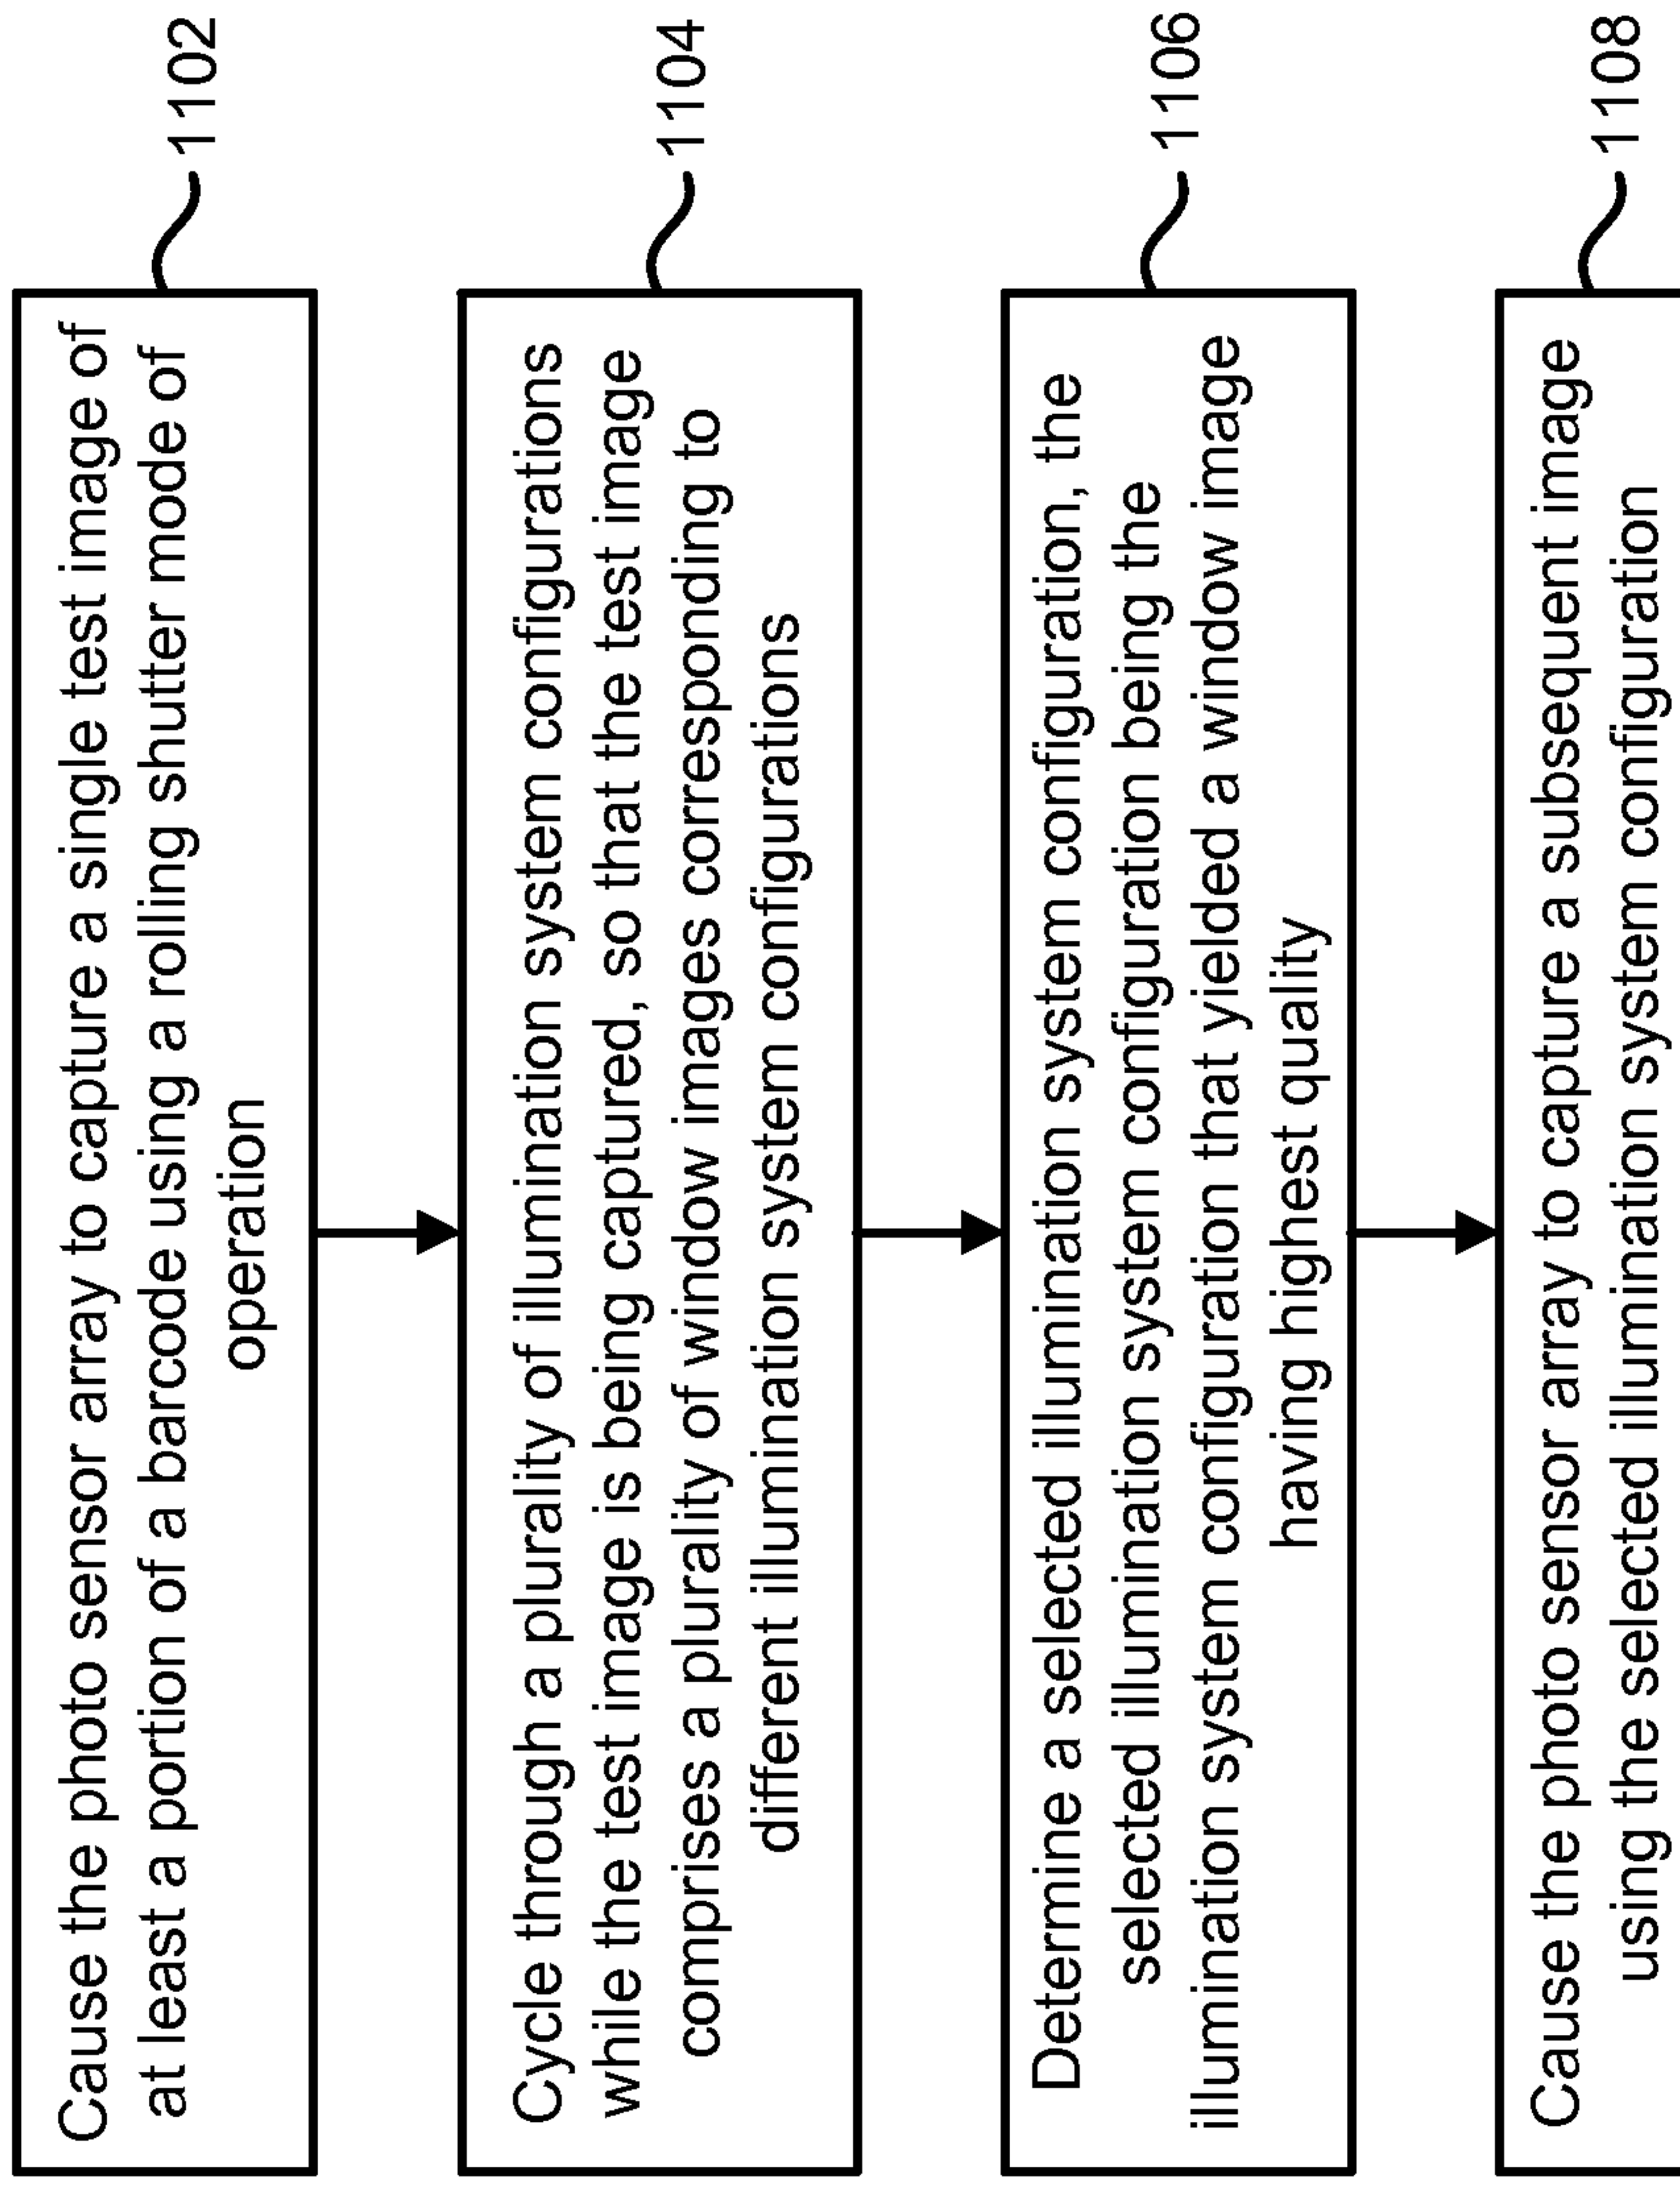 Cause the photo sensor array to capture a single test image of
at least a portion of a barcode using a rolling shutter mode of
operation
1102
Cycle through a plurality of illumination system configurations
while the test image is being captured, so that the test image
comprises a plurality of window images corresponding to
different illumination system configurations
1104
Determine a selected illumination system configuration, the
selected illumination system configuration being the
illumination system configuration that yielded a window image
having highest quality
1106
Cause the photo sensor array to capture a subsequent image
using the selected illumination system configuration
1108